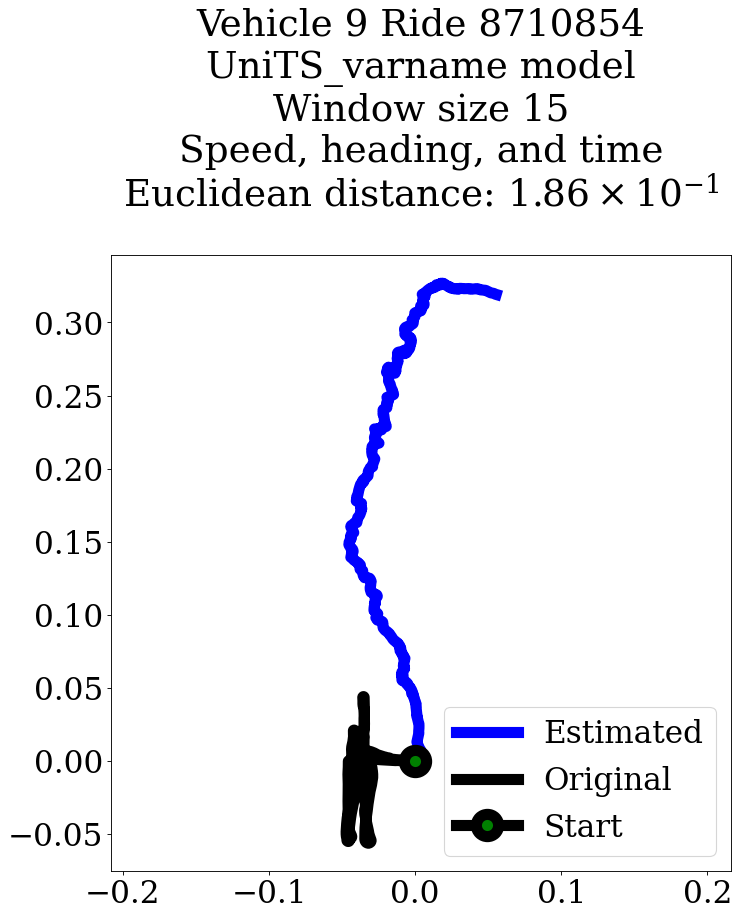 Vehicle 9 Ride 8710854
UniTS_varname model
Window size 15
Speed, heading, and time
Euclidean distance: 1.86 × 10⁻¹
0.30
0.25
0.20
0.15
0.10
0.05
0.00
−0.05
Estimated
Original
Start
−0.2 −0.1 0.0 0.1 0.2